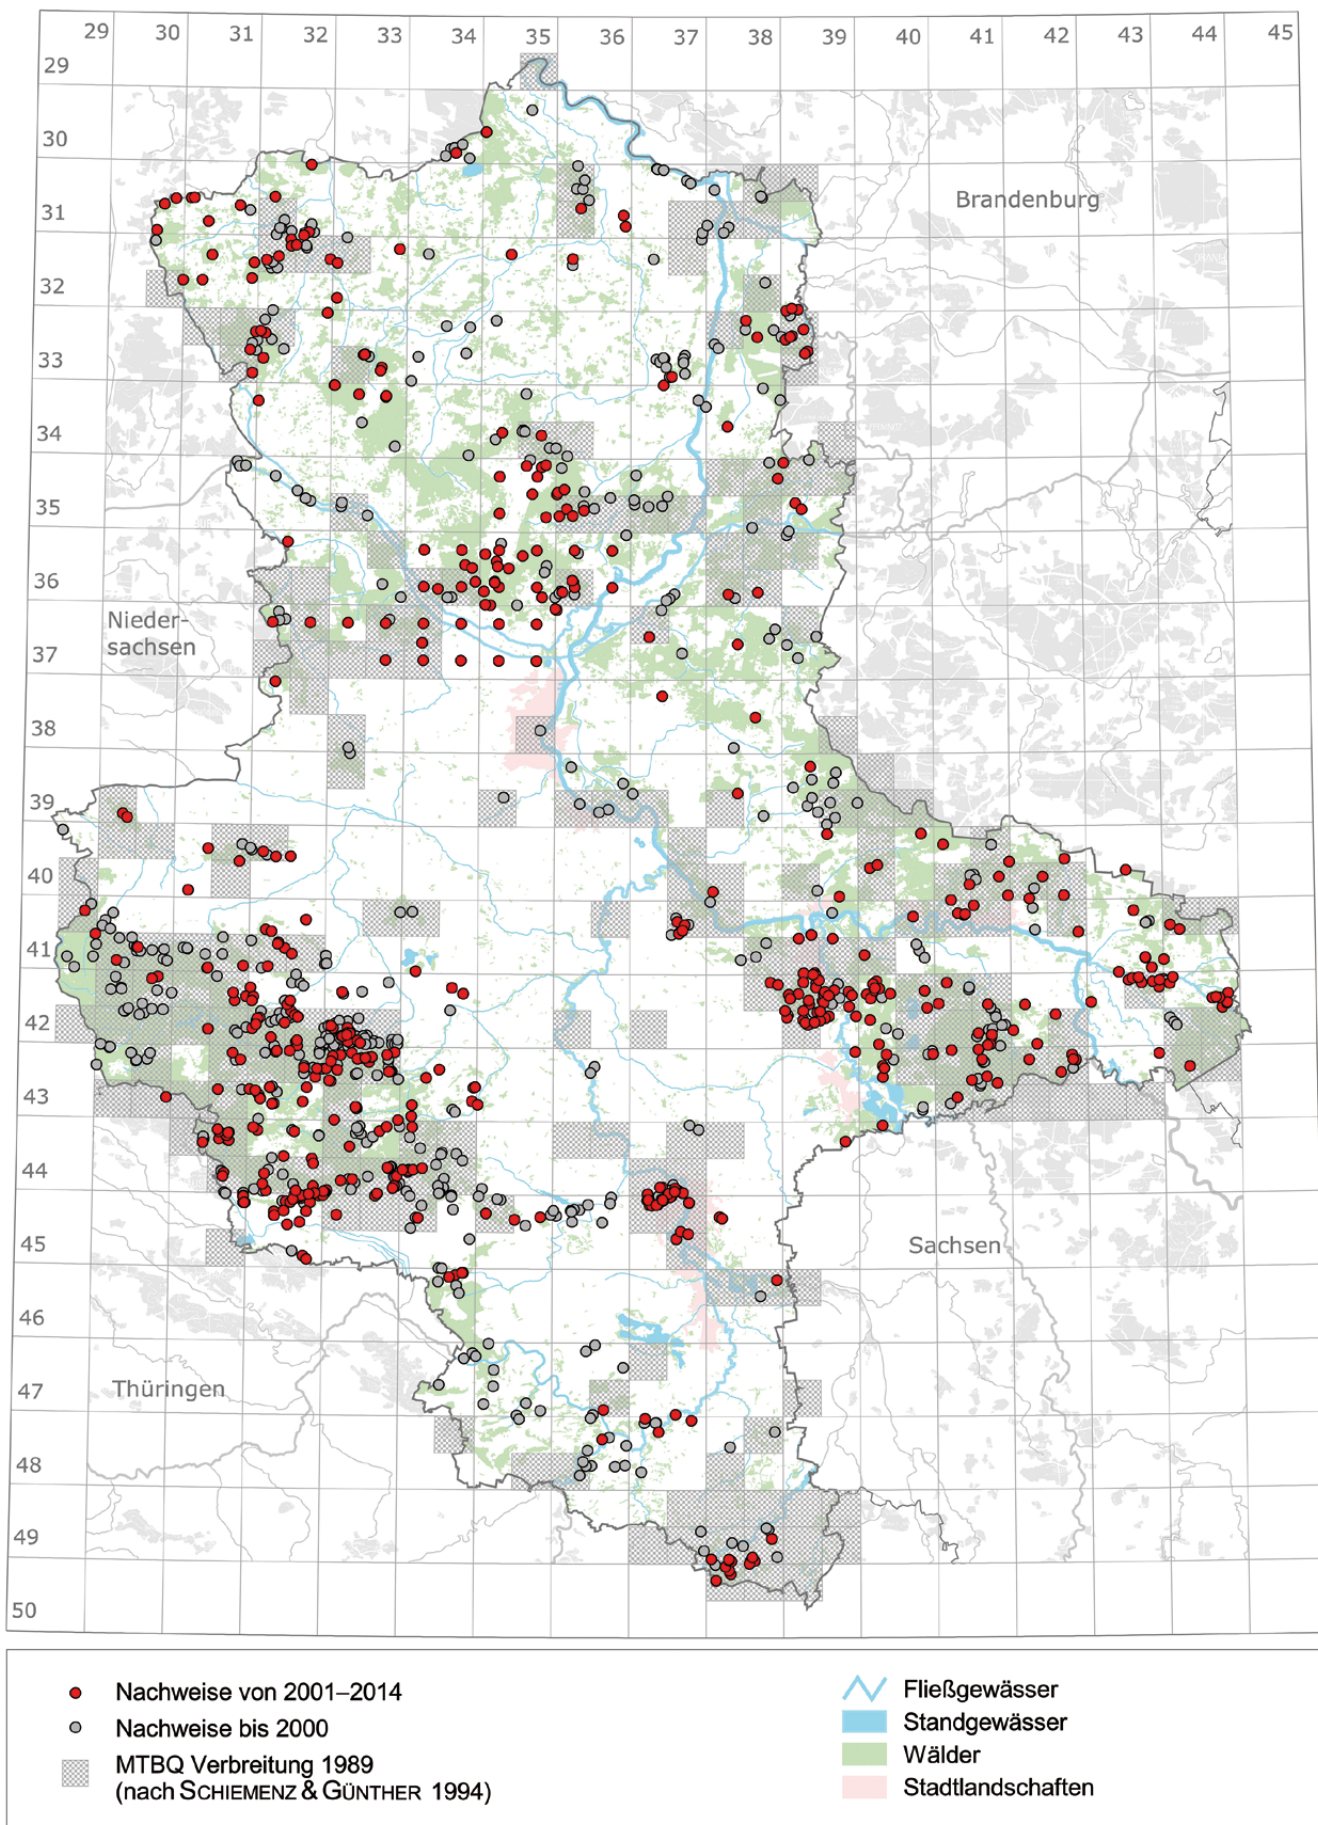 29 30 31 32 33 34 35 36 37 38 39 40 41 42 43 44 45
29
30
31
32
33
34
35
36
37
38
39
40
41
42
43
44
45
46
47
48
49
50
Brandenburg
Nieder-
sachsen
Sachsen
Thüringen
Nachweise von 2001–2014
Nachweise bis 2000
MTBQ Verbreitung 1989
(nach SCHIEMENZ & GÜNTHER 1994)
Fließgewässer
Standgewässer
Wälder
Stadtlandschaften